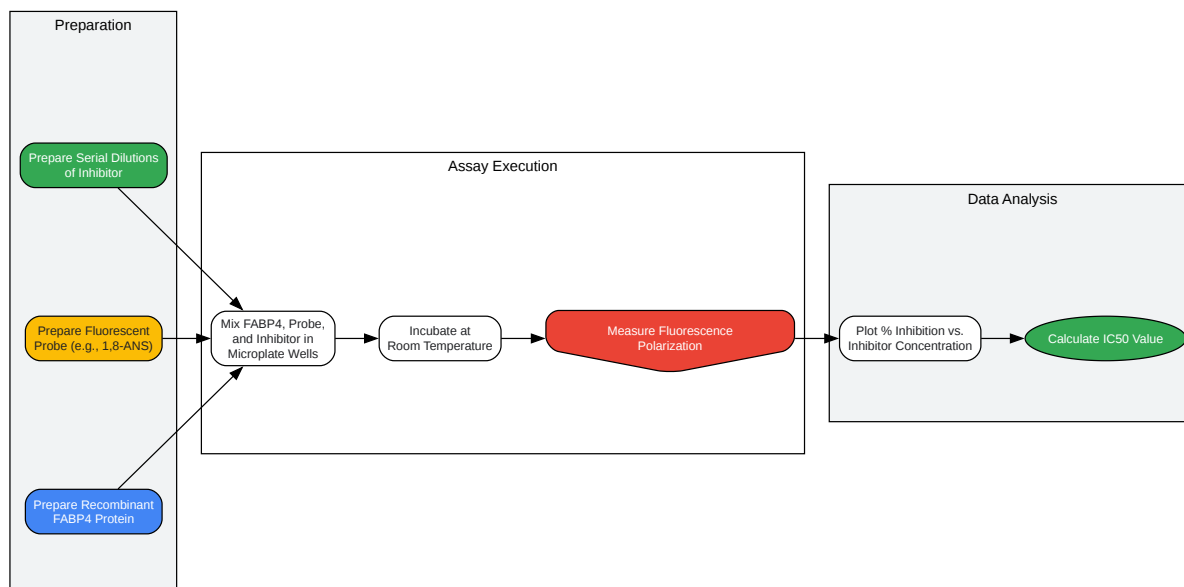 Preparation
Prepare Serial Dilutions
of Inhibitor
Prepare Fluorescent
Probe (e.g., 1,8-ANS)
Prepare Recombinant
FABP4 Protein
Assay Execution
Mix FABP4, Probe,
and Inhibitor in
Microplate Wells
Incubate at
Room Temperature
Measure Fluorescence
Polarization
Data Analysis
Plot % Inhibition vs.
Inhibitor Concentration
Calculate IC50 Value